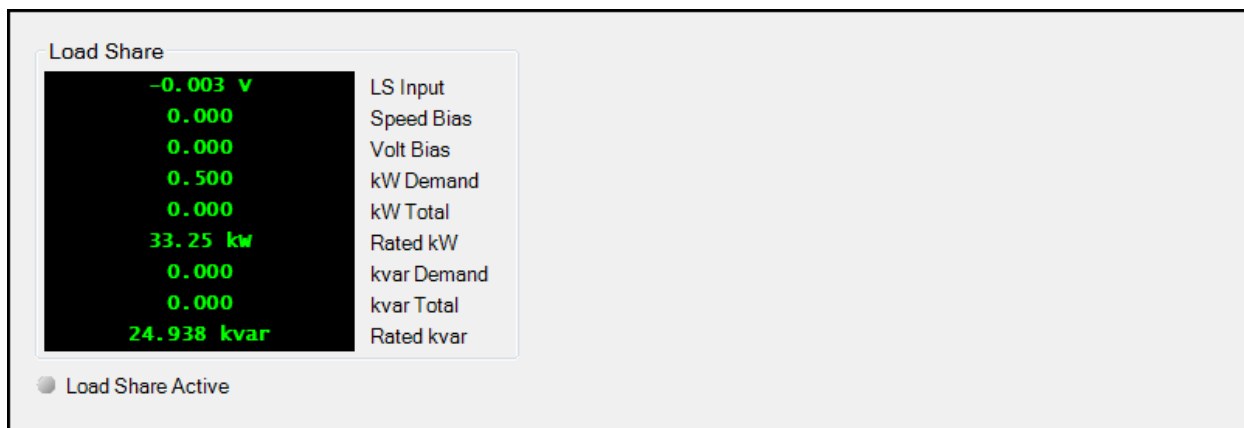 Load Share
-0.003 V LS Input
0.000 Speed Bias
0.000 Volt Bias
0.500 kW Demand
0.000 kW Total
33.25 kW Rated kW
0.000 kvar Demand
0.000 kvar Total
24.938 kvar Rated kvar
Load Share Active